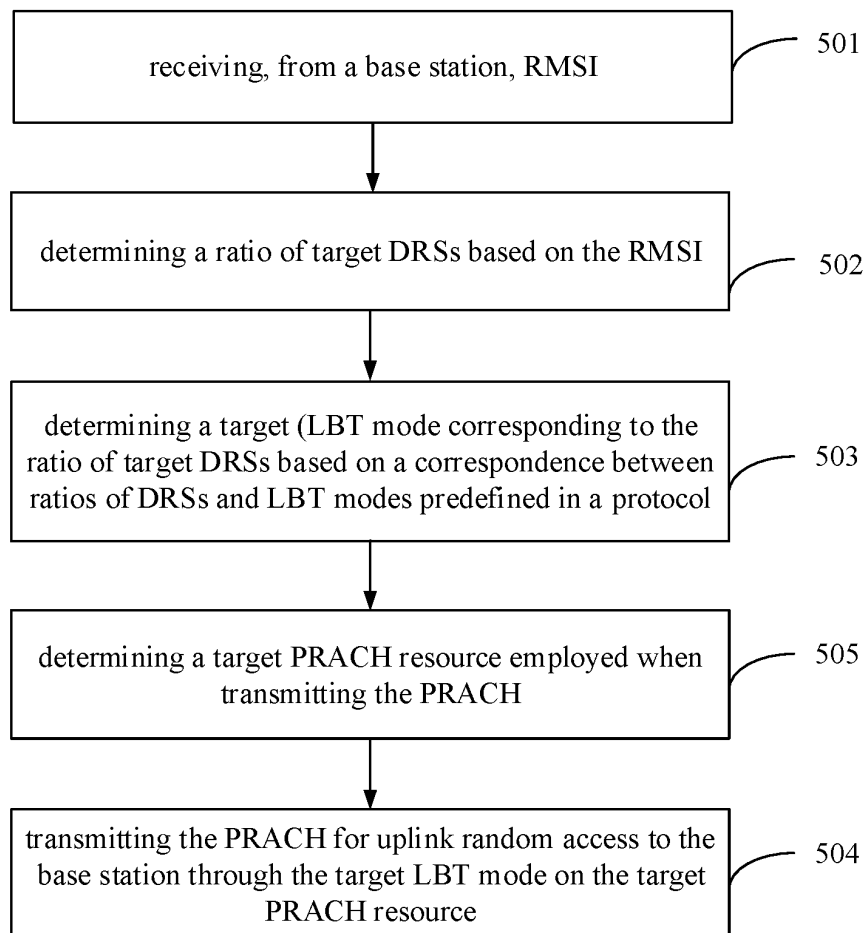 receiving, from a base station, RMSI
501
determining a ratio of target DRSs based on the RMSI
502
determining a target (LBT mode corresponding to the
ratio of target DRSs based on a correspondence between
ratios of DRSs and LBT modes predefined in a protocol
503
determining a target PRACH resource employed when
transmitting the PRACH
505
transmitting the PRACH for uplink random access to the
base station through the target LBT mode on the target
PRACH resource
504